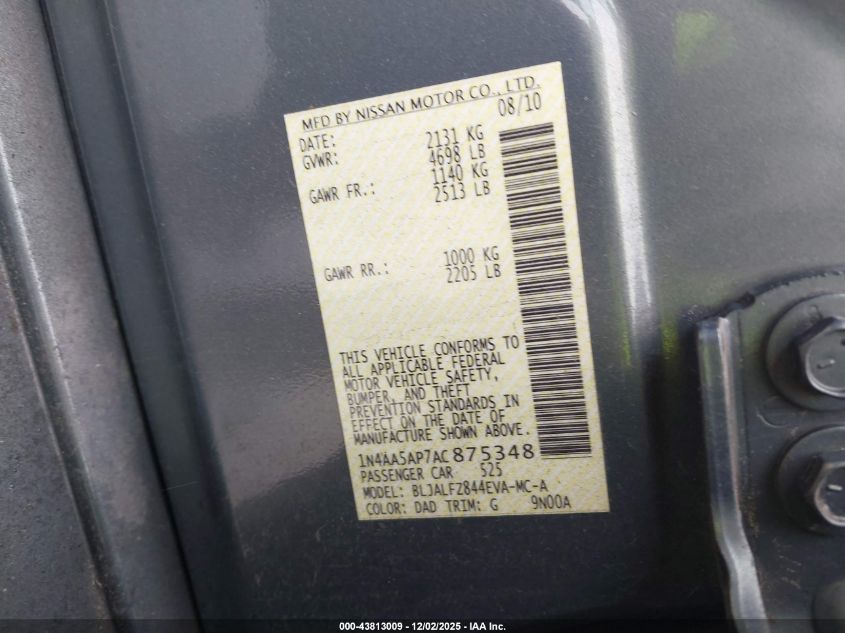 MFD BY NISSAN MOTOR CO., LTD.
DATE: 08/10
GVWR: 2131 KG
4698 LB
GAWR FR.: 1140 KG
2513 LB
GAWR RR.: 1000 KG
2205 LB
THIS VEHICLE CONFORMS TO
ALL APPLICABLE FEDERAL
MOTOR VEHICLE SAFETY,
BUMPER, AND THEFT
PREVENTION STANDARDS IN
EFFECT ON THE DATE OF
MANUFACTURE SHOWN ABOVE.
1N4AA5AP7AC875348
PASSENGER CAR 525
MODEL: BLJALFZ844EVA-MC-A
COLOR: DAD TRIM: G 9N00A
000-43813009 - 12/02/2025 - IAA Inc.